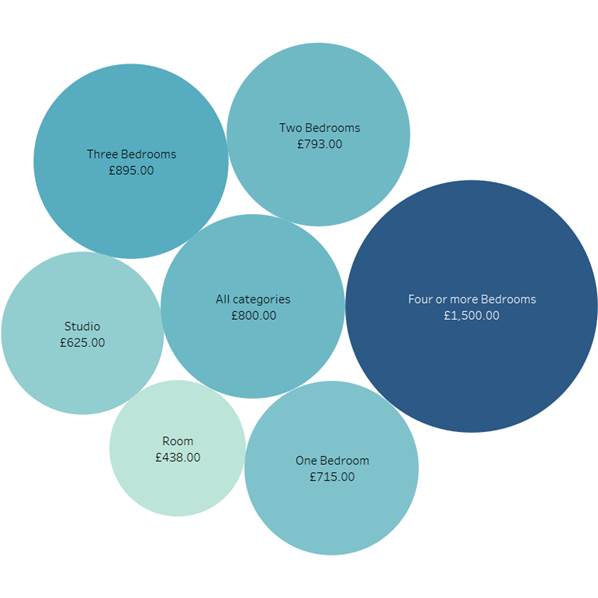 Two Bedrooms
£793.00
Three Bedrooms
£895.00
All categories
£800.00
Four or more Bedrooms
£1,500.00
Studio
£625.00
Room
£438.00
One Bedroom
£715.00